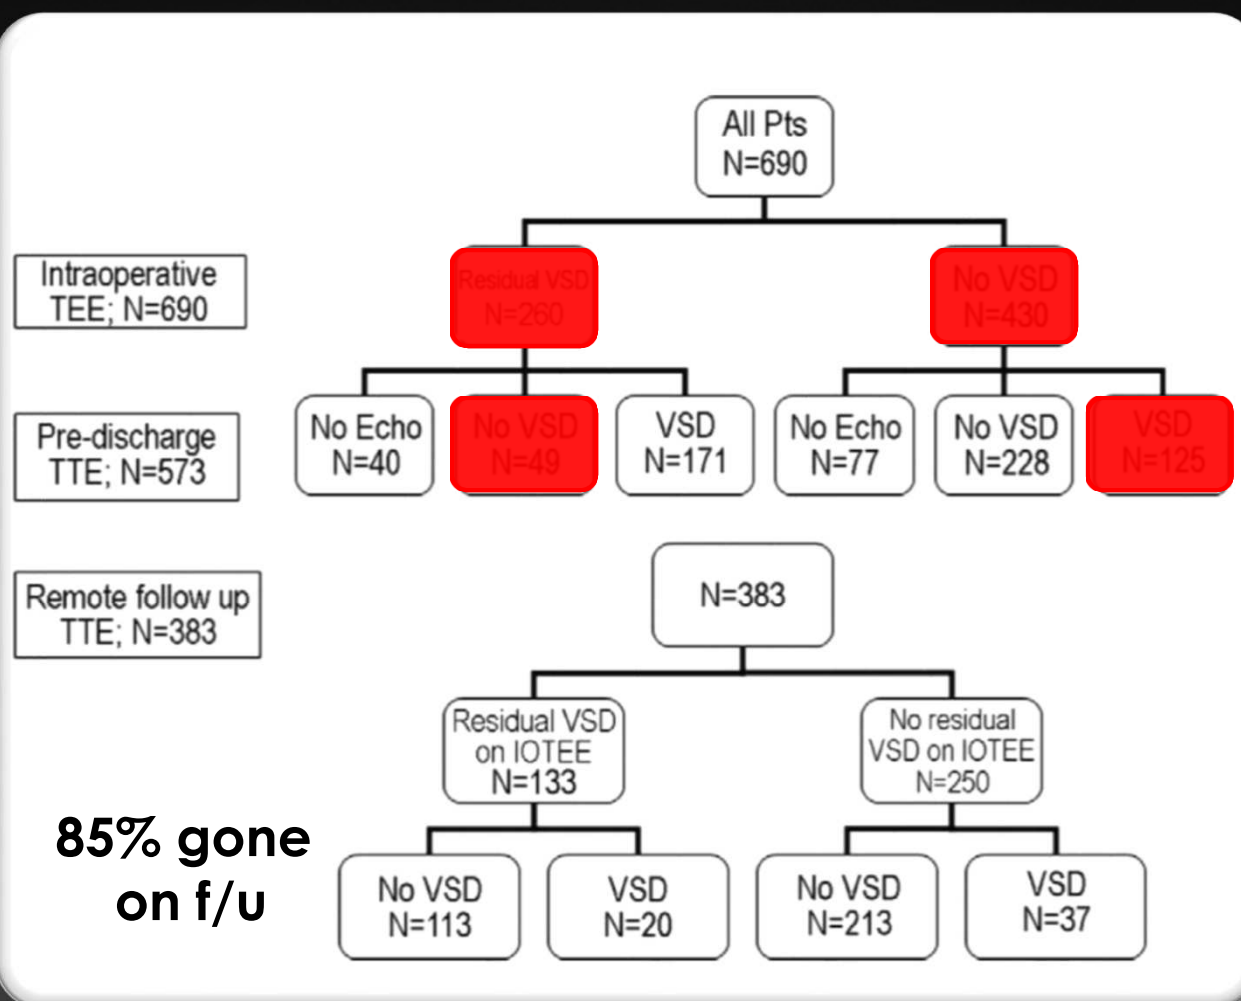 All Pts
N=690
Intraoperative
TEE; N=690
Residual VSD
N=260
No VSD
N=430
Pre-discharge
TTE; N=573
No Echo
N=40
No VSD
N=49
VSD
N=171
No Echo
N=77
No VSD
N=228
VSD
N=125
Remote follow up
TTE; N=383
N=383
Residual VSD
on IOTEE
N=133
No residual
VSD on IOTEE
N=250
85% gone
on f/u
No VSD
N=113
VSD
N=20
No VSD
N=213
VSD
N=37